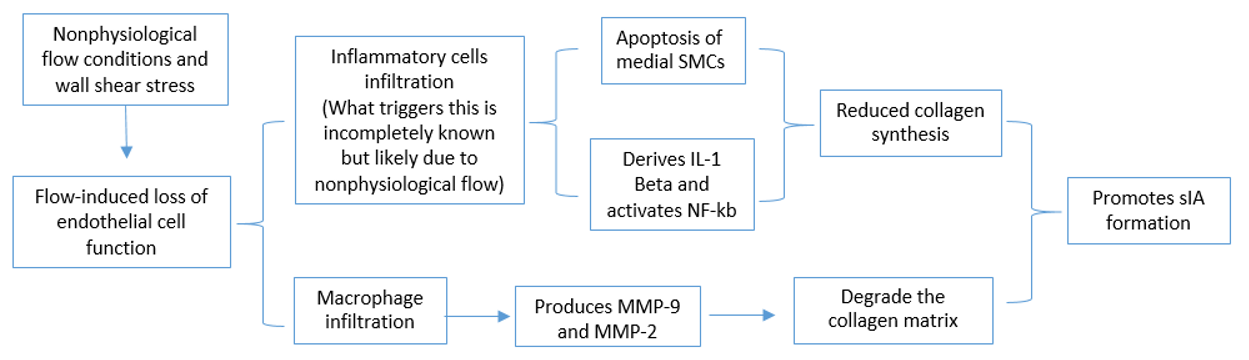 Nonphysiological
flow conditions and
wall shear stress
Flow-induced loss of
endothelial cell
function
Inflammatory cells
infiltration
(What triggers this is
incompletely known
but likely due to
nonphysiological flow)
Macrophage
infiltration
Apoptosis of
medial SMCs
Derives IL-1
Beta and
activates NF-kb
Produces MMP-9
and MMP-2
Reduced collagen
synthesis
Degrade the
collagen matrix
Promotes sIA
formation